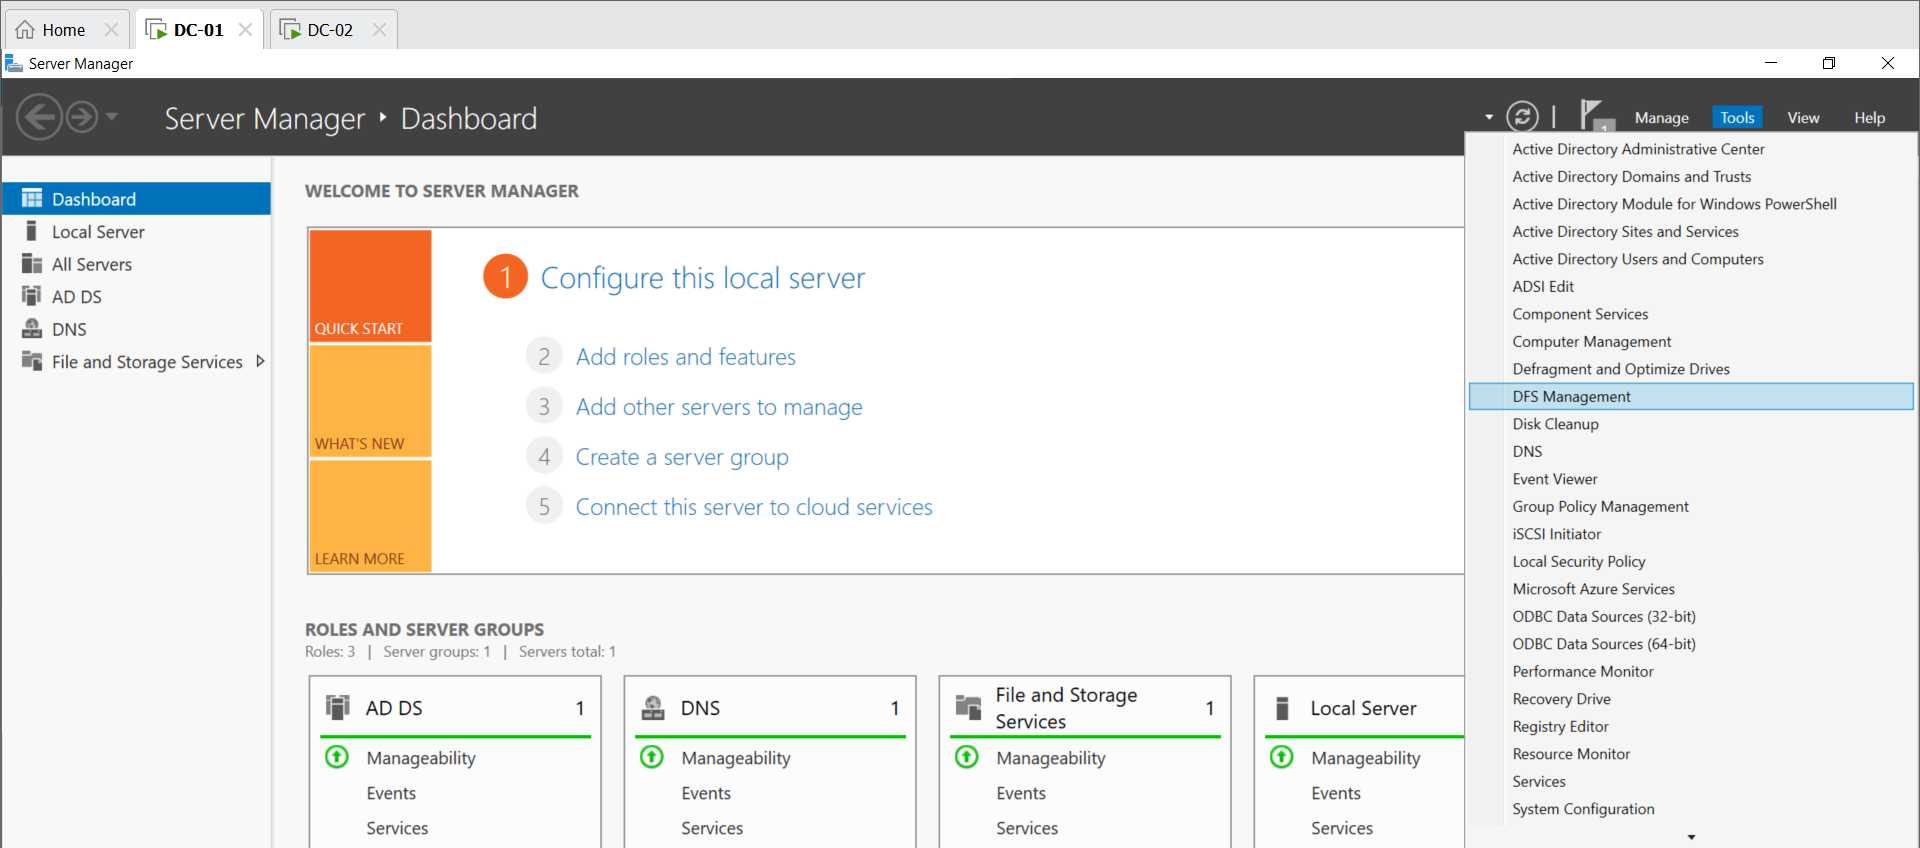 Home
DC-01
DC-02
Server Manager
Server Manager ‣ Dashboard
1
Manage
Tools
View
Help
Dashboard
Local Server
All Servers
AD DS
DNS
File and Storage Services
WELCOME TO SERVER MANAGER
QUICK START
WHAT'S NEW
LEARN MORE
1 Configure this local server
2 Add roles and features
3 Add other servers to manage
4 Create a server group
5 Connect this server to cloud services
ROLES AND SERVER GROUPS
Roles: 3 | Server groups: 1 | Servers total: 1
AD DS 1
Manageability
Events
Services
DNS 1
Manageability
Events
Services
File and Storage
Services 1
Manageability
Events
Services
Local Server
Manageability
Events
Services
Active Directory Administrative Center
Active Directory Domains and Trusts
Active Directory Module for Windows PowerShell
Active Directory Sites and Services
Active Directory Users and Computers
ADSI Edit
Component Services
Computer Management
Defragment and Optimize Drives
DFS Management
Disk Cleanup
DNS
Event Viewer
Group Policy Management
iSCSI Initiator
Local Security Policy
Microsoft Azure Services
ODBC Data Sources (32-bit)
ODBC Data Sources (64-bit)
Performance Monitor
Recovery Drive
Registry Editor
Resource Monitor
Services
System Configuration